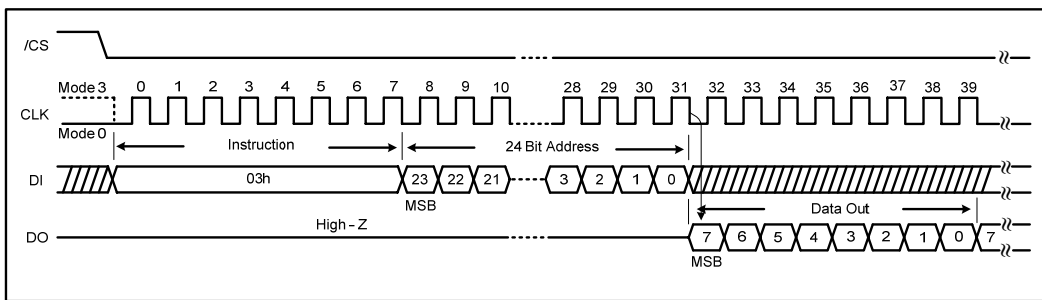 /CS
Mode 3 0 1 2 3 4 5 6 7 8 9 10 28 29 30 31 32 33 34 35 36 37 38 39
CLK
Mode 0
Instruction 24 Bit Address
DI 03h 23 22 21 3 2 1 0
MSB Data Out
High-Z
DO 7 6 5 4 3 2 1 0 7
MSB